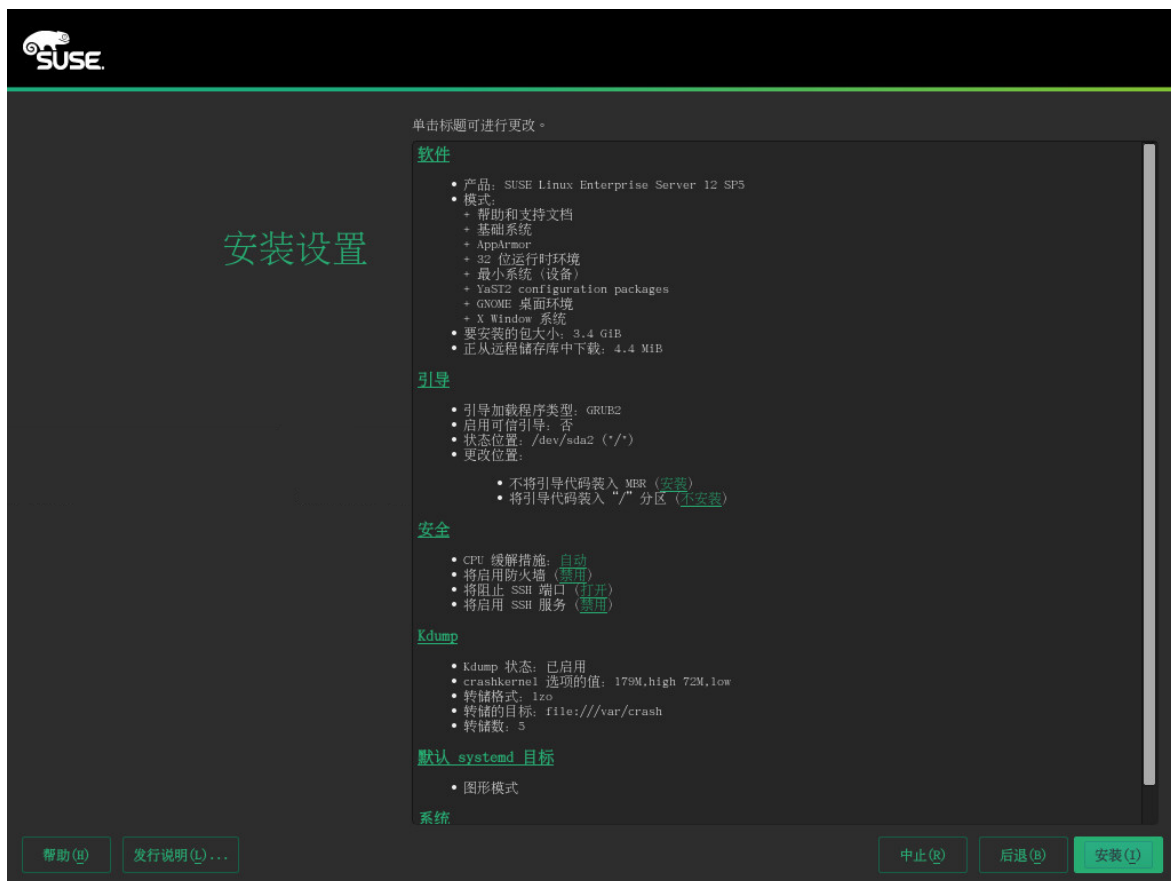 SUSE.
单击标题可进行更改。
安装设置
软件
• 产品: SUSE Linux Enterprise Server 12 SP5
• 模式:
+ 帮助和支持文档
+ 基础系统
+ AppArmor
+ 32 位运行时环境
+ 最小系统（设备）
+ YaST2 configuration packages
+ GNOME 桌面环境
+ X Window 系统
• 要安装的包大小: 3.4 GiB
• 正从远程储存库中下载: 4.4 MiB
引导
• 引导加载程序类型: GRUB2
• 启用可信引导: 否
• 状态位置: /dev/sda2 ("/")
• 更改位置:
• 不将引导代码装入 MBR (安装)
• 将引导代码装入“/”分区 (不安装)
安全
• CPU 缓解措施: 自动
• 将启用防火墙 (禁用)
• 将阻止 SSH 端口 (打开)
• 将启用 SSH 服务 (禁用)
Kdump
• Kdump 状态: 已启用
• crashkernel 选项的值: 179M,high 72M,low
• 转储格式: lzo
• 转储的目标: file:///var/crash
• 转储数: 5
默认 systemd 目标
• 图形模式
系统
帮助(H) 发行说明(L)... 中止(R) 后退(B) 安装(I)